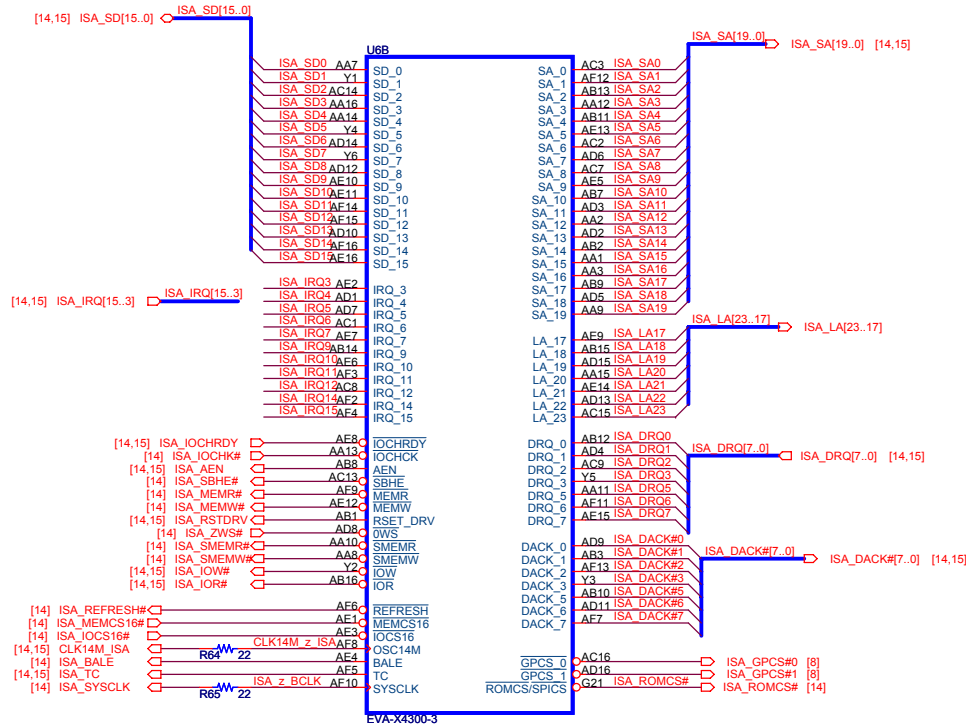 ISA_SD[15..0]
[14,15] ISA_SD[15..0]
ISA_SA[19..0]
ISA_SA[19..0] [14,15]
U6B
ISA_SD0 AA7 SD_0 SA_0 AC3 ISA_SA0
ISA_SD1 Y1 SD_1 SA_1 AF12 ISA_SA1
ISA_SD2 AC14 SD_2 SA_2 AB13 ISA_SA2
ISA_SD3 AA16 SD_3 SA_3 AA12 ISA_SA3
ISA_SD4 AA14 SD_4 SA_4 AB11 ISA_SA4
ISA_SD5 Y4 SD_5 SA_5 AE13 ISA_SA5
ISA_SD6 AD14 SD_6 SA_6 AC2 ISA_SA6
ISA_SD7 Y6 SD_7 SA_7 AD6 ISA_SA7
ISA_SD8 AD12 SD_8 SA_8 AC7 ISA_SA8
ISA_SD9 AE10 SD_9 SA_9 AE5 ISA_SA9
ISA_SD10 AE11 SD_10 SA_10 AB7 ISA_SA10
ISA_SD11 AF14 SD_11 SA_11 AD3 ISA_SA11
ISA_SD12 AF15 SD_12 SA_12 AA2 ISA_SA12
ISA_SD13 AD10 SD_13 SA_13 AD2 ISA_SA13
ISA_SD14 AF16 SD_14 SA_14 AB2 ISA_SA14
ISA_SD15 AE16 SD_15 SA_15 AA1 ISA_SA15
SA_16 AA3 ISA_SA16
SA_17 AB9 ISA_SA17
SA_18 AD5 ISA_SA18
SA_19 AA9 ISA_SA19
[14,15] ISA_IRQ[15..3] ISA_IRQ[15..3]
ISA_IRQ3 AE2 IRQ_3
ISA_IRQ4 AD1 IRQ_4
ISA_IRQ5 AD7 IRQ_5
ISA_IRQ6 AC1 IRQ_6
ISA_IRQ7 AE7 IRQ_7
ISA_IRQ9 AB14 IRQ_9
ISA_IRQ10 AE6 IRQ_10
ISA_IRQ11 AF3 IRQ_11
ISA_IRQ12 AC8 IRQ_12
ISA_IRQ14 AF2 IRQ_14
ISA_IRQ15 AF4 IRQ_15
ISA_LA[23..17]
ISA_LA[23..17]
LA_17 AE9 ISA_LA17
LA_18 AB15 ISA_LA18
LA_19 AD15 ISA_LA19
LA_20 AA15 ISA_LA20
LA_21 AE14 ISA_LA21
LA_22 AD13 ISA_LA22
LA_23 AC15 ISA_LA23
[14,15] ISA_IOCHRDY AE8 IOCHRDY
[14] ISA_IOCHK# AA13 IOCHCK
[14,15] ISA_AEN AB8 AEN
[14] ISA_SBHE# AC13 SBHE
[14] ISA_MEMR# AF9 MEMR
[14] ISA_MEMW# AE12 MEMW
[14,15] ISA_RSTDRV AB1 RSET_DRV
[14] ISA_ZWS# AD8 0WS
[14] ISA_SMEMR# AA10 SMEMR
[14] ISA_SMEMW# AA8 SMEMW
[14,15] ISA_IOW# Y2 IOW
[14,15] ISA_IOR# AB16 IOR
DRQ_0 AB12 ISA_DRQ0
DRQ_1 AD4 ISA_DRQ1
DRQ_2 AC9 ISA_DRQ2
DRQ_3 Y5 ISA_DRQ3
DRQ_5 AA11 ISA_DRQ5
DRQ_6 AF11 ISA_DRQ6
DRQ_7 AE15 ISA_DRQ7
ISA_DRQ[7..0]
ISA_DRQ[7..0] [14,15]
DACK_0 AD9 ISA_DACK#0
DACK_1 AB3 ISA_DACK#1
DACK_2 AF13 ISA_DACK#2
DACK_3 Y3 ISA_DACK#3
DACK_5 AB10 ISA_DACK#5
DACK_6 AD11 ISA_DACK#6
DACK_7 AF7 ISA_DACK#7
ISA_DACK#[7..0]
ISA_DACK#[7..0] [14,15]
[14] ISA_REFRESH# AF6 REFRESH
[14] ISA_MEMCS16# AE1 MEMCS16
[14] ISA_IOCS16# AE3 IOCS16
[14,15] CLK14M_ISA R64 22 CLK14M_z_ISA AF8 OSC14M
[14] ISA_BALE AE4 BALE
[14,15] ISA_TC AF5 TC
[14] ISA_SYSCLK R65 22 ISA_z_BCLK AF10 SYSCLK
GPCS_0 AC16 ISA_GPCS#0 [8]
GPCS_1 AD16 ISA_GPCS#1 [8]
ROMCS/SPICS G21 ISA_ROMCS# ISA_ROMCS# [14]
EVA-X4300-3